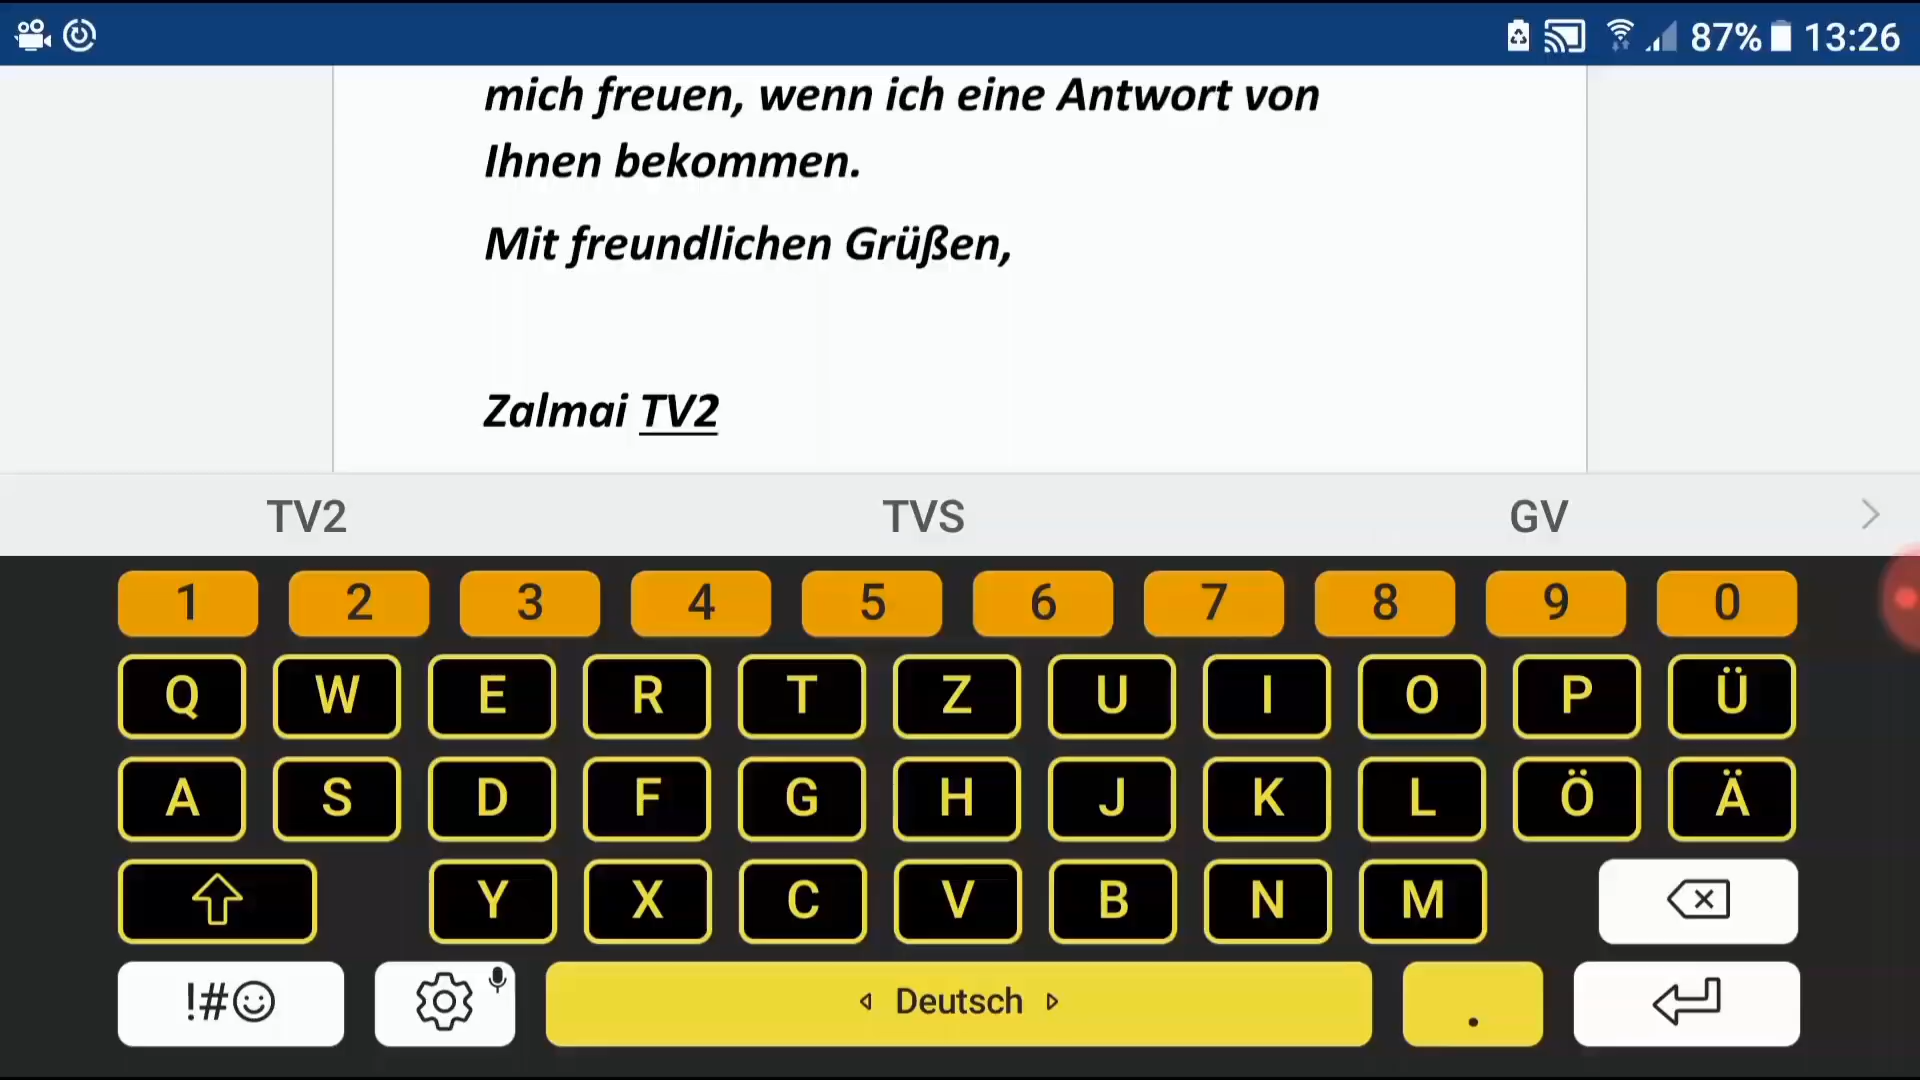 87% 13:26
mich freuen, wenn ich eine Antwort von
Ihnen bekommen.
Mit freundlichen Grüßen,
Zalmai TV2
TV2 TVS GV
1 2 3 4 5 6 7 8 9 0
Q W E R T Z U I O P Ü
A S D F G H J K L Ö Ä
Y X C V B N M
!#☺ Deutsch .